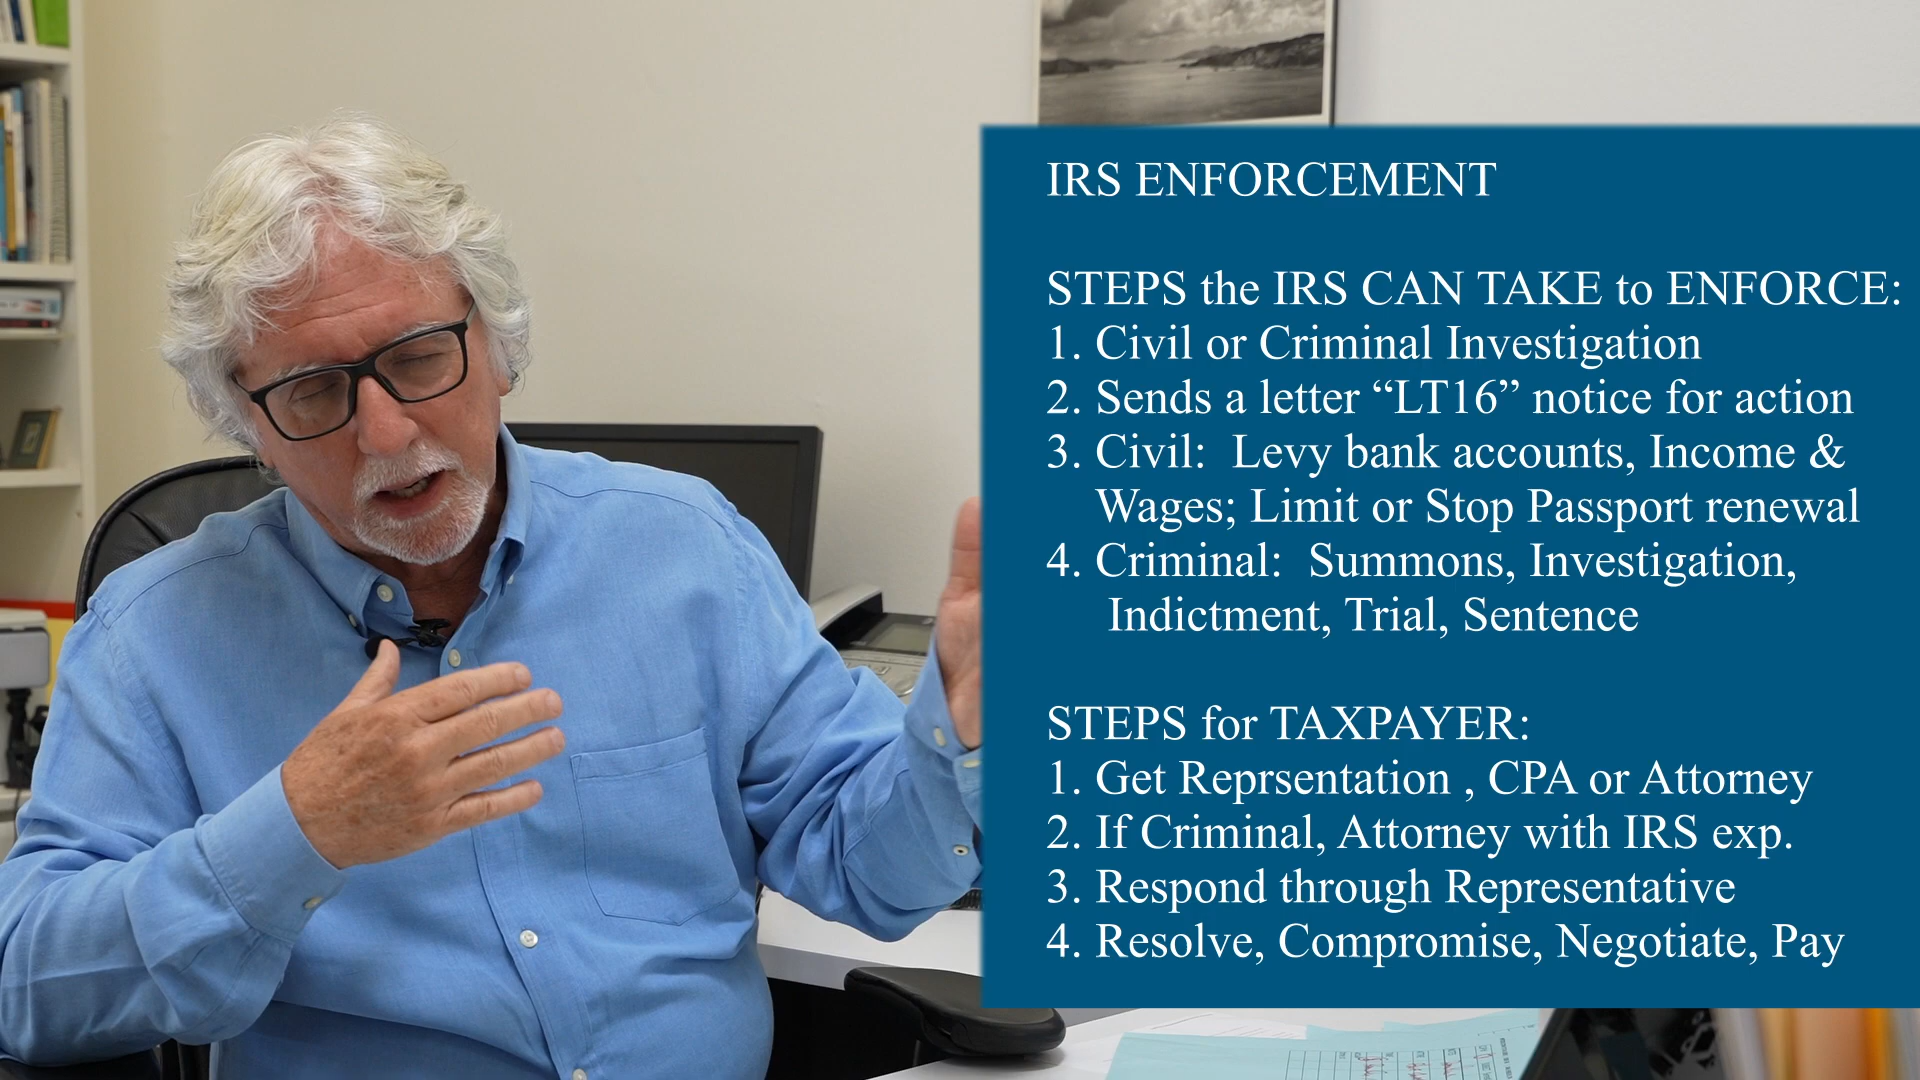 IRS ENFORCEMENT
STEPS the IRS CAN TAKE to ENFORCE:
1. Civil or Criminal Investigation
2. Sends a letter “LT16” notice for action
3. Civil:  Levy bank accounts, Income &
Wages; Limit or Stop Passport renewal
4. Criminal:  Summons, Investigation,
Indictment, Trial, Sentence
STEPS for TAXPAYER:
1. Get Reprsentation , CPA or Attorney
2. If Criminal, Attorney with IRS exp.
3. Respond through Representative
4. Resolve, Compromise, Negotiate, Pay